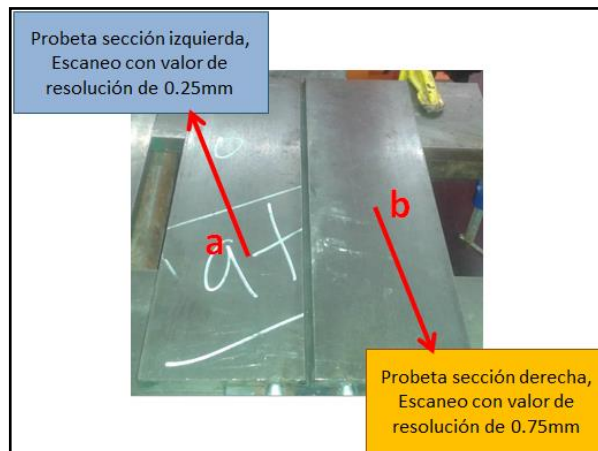 Probeta sección izquierda,
Escaneo con valor de
resolución de 0.25mm
a
b
Probeta sección derecha,
Escaneo con valor de
resolución de 0.75mm